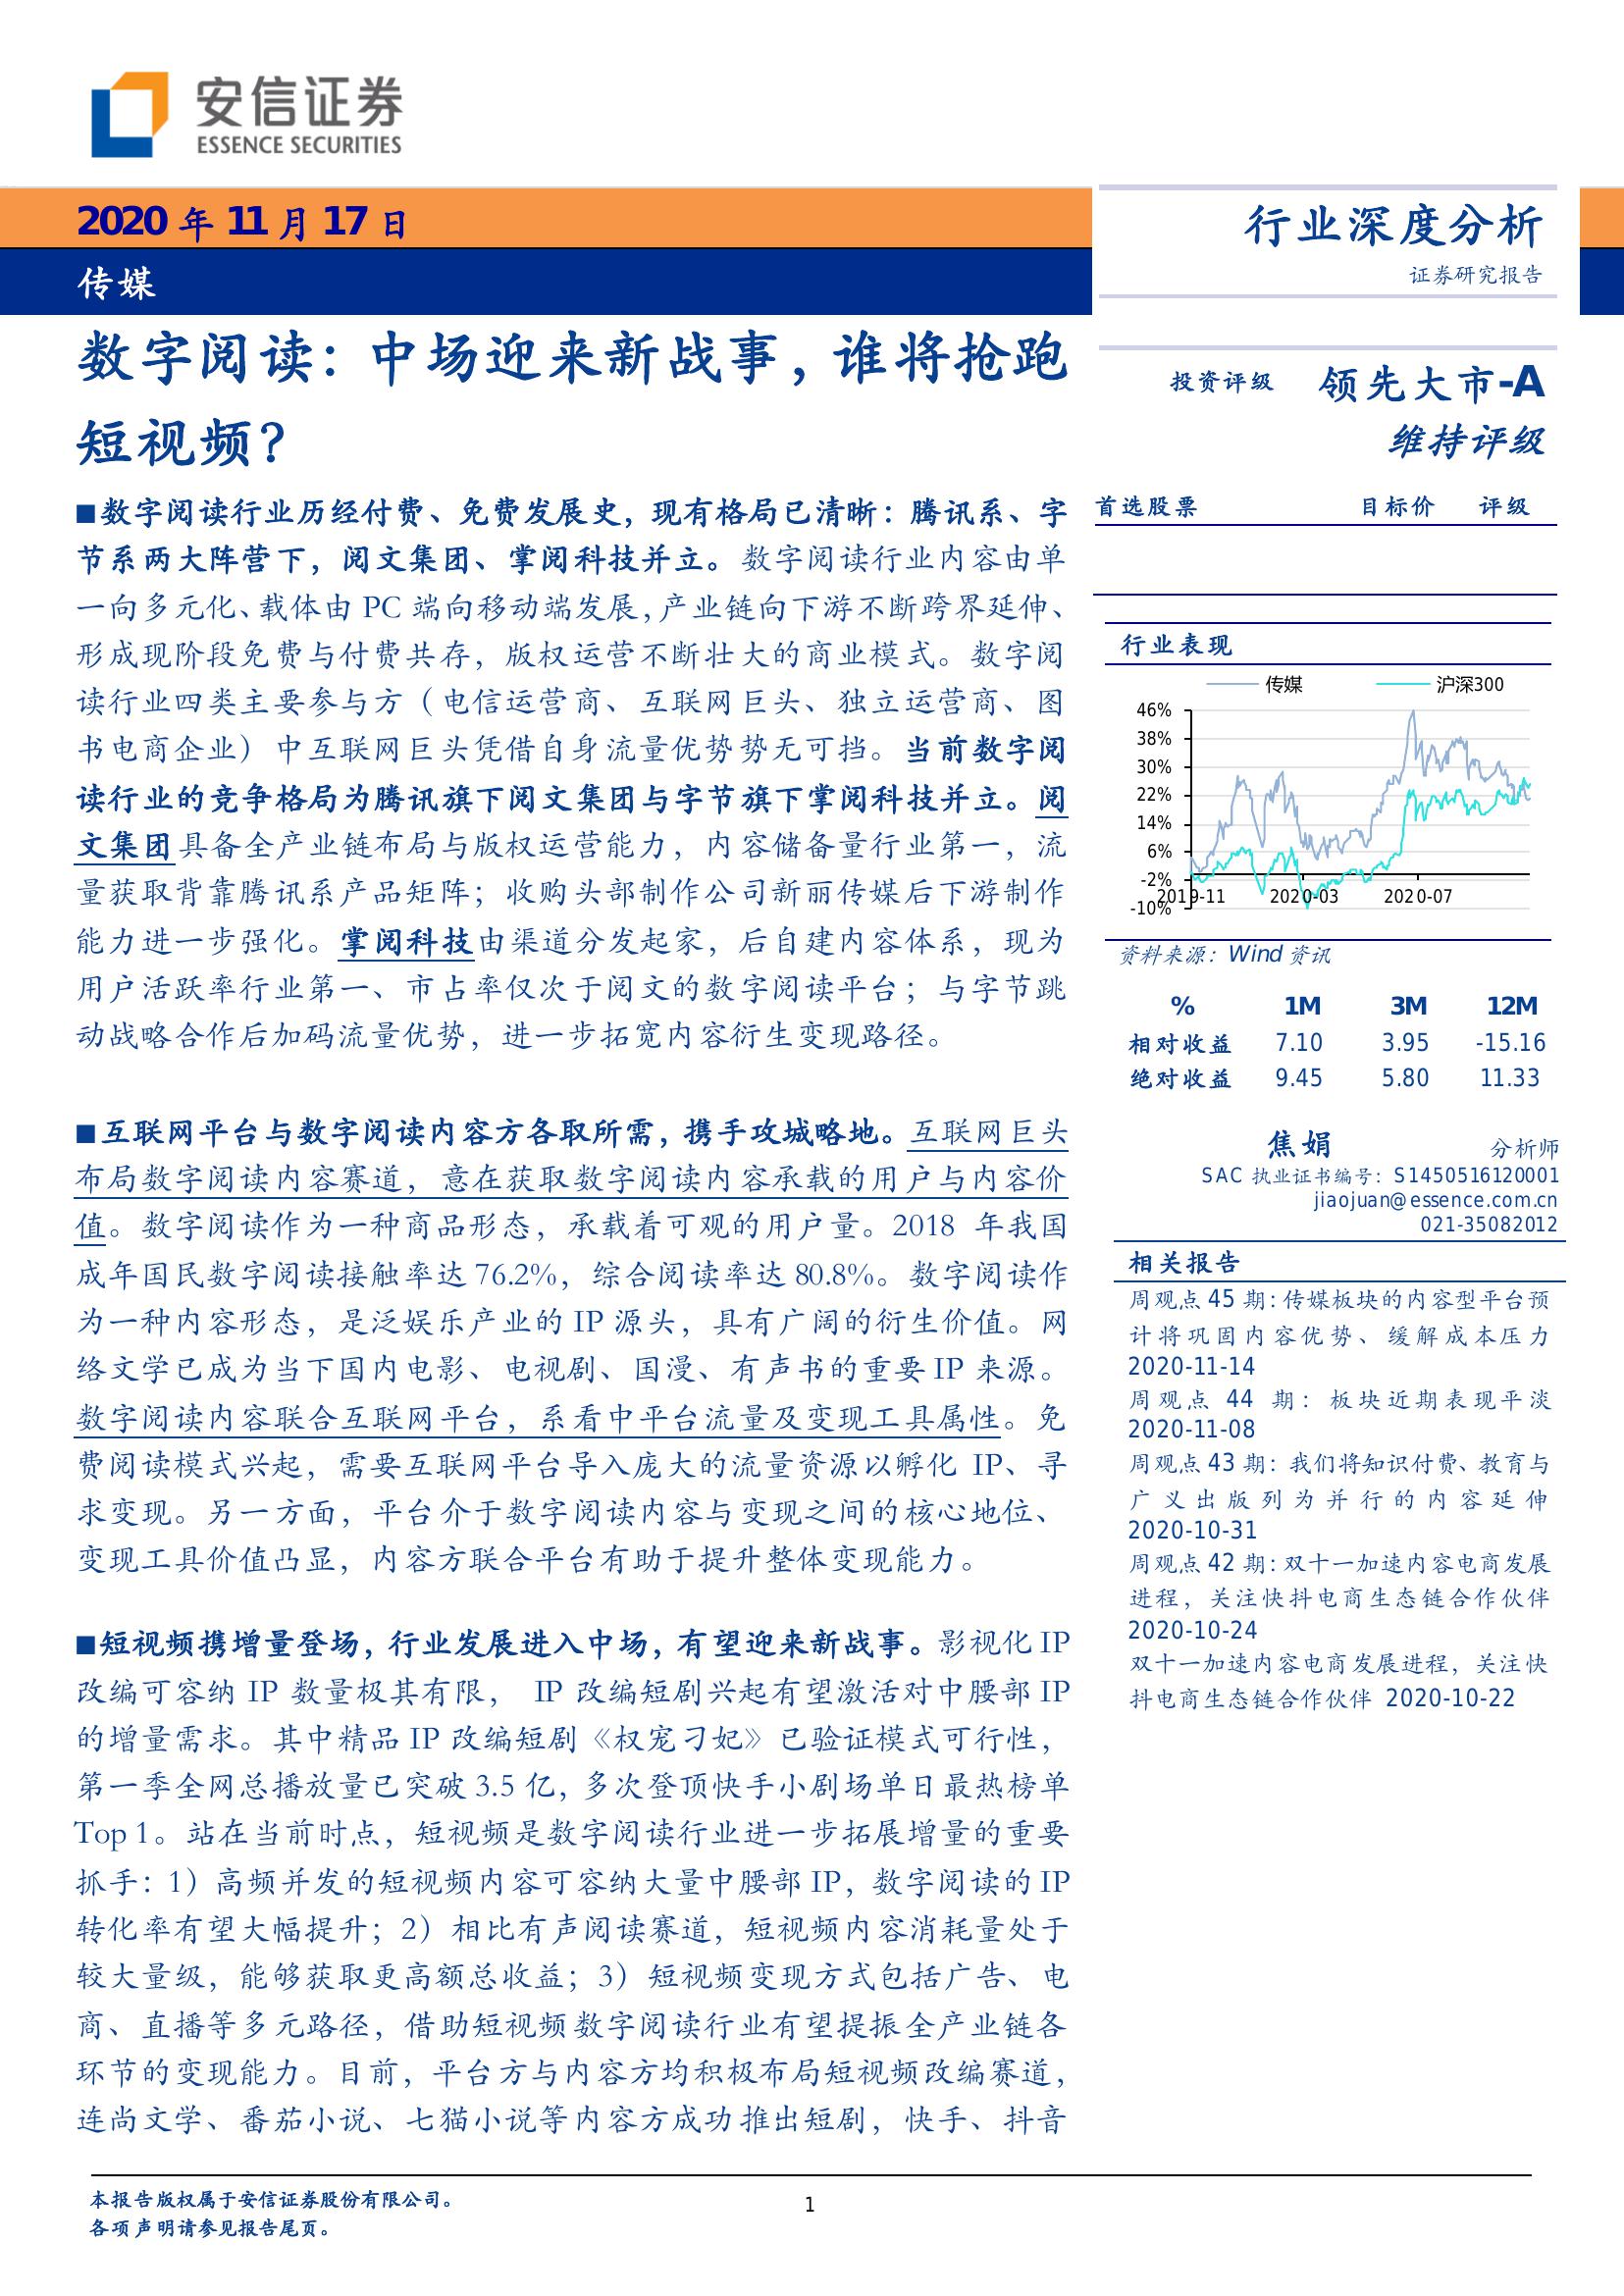 安信证券
ESSENCE SECURITIES
2020 年 11 月 17 日
传媒
行业深度分析
证券研究报告
数字阅读：中场迎来新战事，谁将抢跑
短视频？
■数字阅读行业历经付费、免费发展史，现有格局已清晰：腾讯系、字
节系两大阵营下，阅文集团、掌阅科技并立。数字阅读行业内容由单
一向多元化、载体由 PC 端向移动端发展，产业链向下游不断跨界延伸、
形成现阶段免费与付费共存，版权运营不断壮大的商业模式。数字阅
读行业四类主要参与方（电信运营商、互联网巨头、独立运营商、图
书电商企业）中互联网巨头凭借自身流量优势势无可挡。当前数字阅
读行业的竞争格局为腾讯旗下阅文集团与字节旗下掌阅科技并立。阅
文集团具备全产业链布局与版权运营能力，内容储备量行业第一，流
量获取背靠腾讯系产品矩阵；收购头部制作公司新丽传媒后下游制作
能力进一步强化。掌阅科技由渠道分发起家，后自建内容体系，现为
用户活跃率行业第一、市占率仅次于阅文的数字阅读平台；与字节跳
动战略合作后加码流量优势，进一步拓宽内容衍生变现路径。
■互联网平台与数字阅读内容方各取所需，携手攻城略地。互联网巨头
布局数字阅读内容赛道，意在获取数字阅读内容承载的用户与内容价
值。数字阅读作为一种商品形态，承载着可观的用户量。2018 年我国
成年国民数字阅读接触率达 76.2%，综合阅读率达 80.8%。数字阅读作
为一种内容形态，是泛娱乐产业的 IP 源头，具有广阔的衍生价值。网
络文学已成为当下国内电影、电视剧、国漫、有声书的重要 IP 来源。
数字阅读内容联合互联网平台，系看中平台流量及变现工具属性。免
费阅读模式兴起，需要互联网平台导入庞大的流量资源以孵化 IP、寻
求变现。另一方面，平台介于数字阅读内容与变现之间的核心地位、
变现工具价值凸显，内容方联合平台有助于提升整体变现能力。
■短视频携增量登场，行业发展进入中场，有望迎来新战事。影视化 IP
改编可容纳 IP 数量极其有限， IP 改编短剧兴起有望激活对中腰部 IP
的增量需求。其中精品 IP 改编短剧《权宠刁妃》已验证模式可行性，
第一季全网总播放量已突破 3.5 亿，多次登顶快手小剧场单日最热榜单
Top 1。站在当前时点，短视频是数字阅读行业进一步拓展增量的重要
抓手：1）高频并发的短视频内容可容纳大量中腰部 IP，数字阅读的 IP
转化率有望大幅提升；2）相比有声阅读赛道，短视频内容消耗量处于
较大量级，能够获取更高额总收益；3）短视频变现方式包括广告、电
商、直播等多元路径，借助短视频数字阅读行业有望提振全产业链各
环节的变现能力。目前，平台方与内容方均积极布局短视频改编赛道，
连尚文学、番茄小说、七猫小说等内容方成功推出短剧，快手、抖音
投资评级 领先大市-A
维持评级
首选股票 目标价 评级
行业表现
传媒 沪深300
46%
38%
30%
22%
14%
6%
-2%
-10%
2019-11 2020-03 2020-07
资料来源：Wind 资讯
% 1M 3M 12M
相对收益 7.10 3.95 -15.16
绝对收益 9.45 5.80 11.33
焦娟 分析师
SAC 执业证书编号：S1450516120001
jiaojuan@essence.com.cn
021-35082012
相关报告
周观点 45 期：传媒板块的内容型平台预
计将巩固内容优势、缓解成本压力
2020-11-14
周观点 44 期：板块近期表现平淡
2020-11-08
周观点 43 期：我们将知识付费、教育与
广义出版列为并行的内容延伸
2020-10-31
周观点 42 期：双十一加速内容电商发展
进程，关注快抖电商生态链合作伙伴
2020-10-24
双十一加速内容电商发展进程，关注快
抖电商生态链合作伙伴 2020-10-22
本报告版权属于安信证券股份有限公司。
各项声明请参见报告尾页。
1